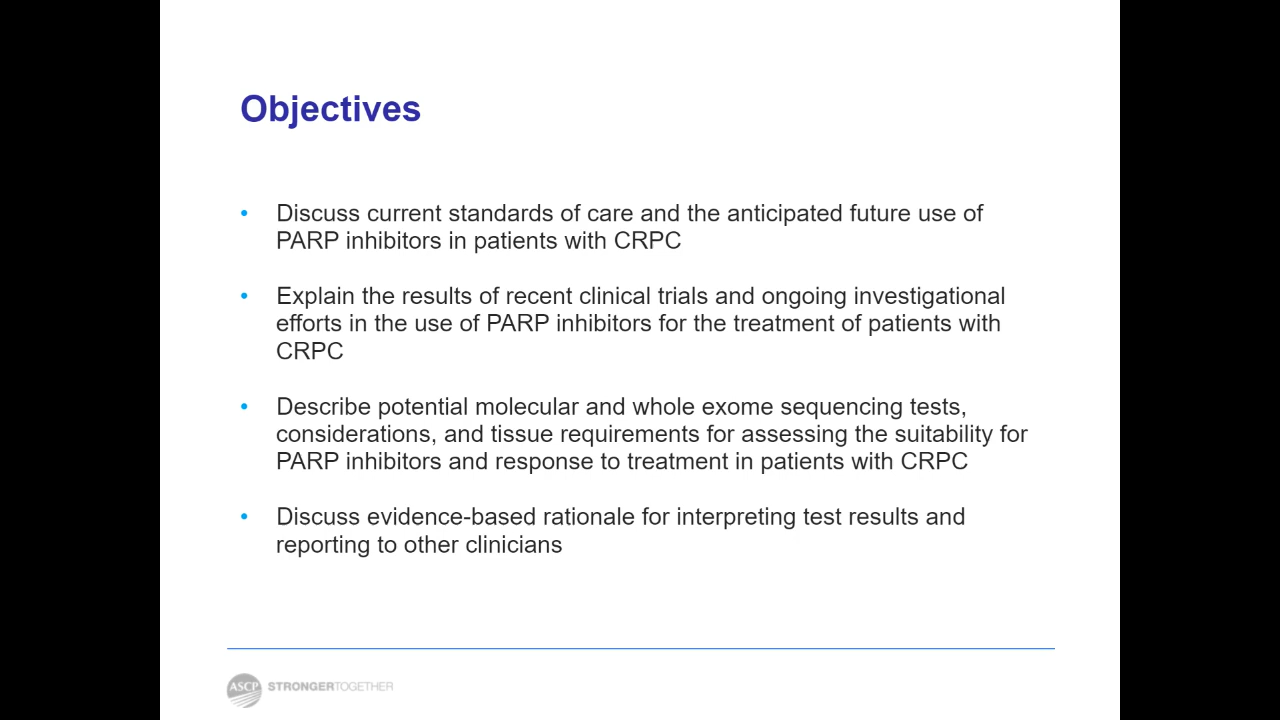 Objectives
• Discuss current standards of care and the anticipated future use of
PARP inhibitors in patients with CRPC
• Explain the results of recent clinical trials and ongoing investigational
efforts in the use of PARP inhibitors for the treatment of patients with
CRPC
• Describe potential molecular and whole exome sequencing tests,
considerations, and tissue requirements for assessing the suitability for
PARP inhibitors and response to treatment in patients with CRPC
• Discuss evidence-based rationale for interpreting test results and
reporting to other clinicians
ASCP STRONGERTOGETHER